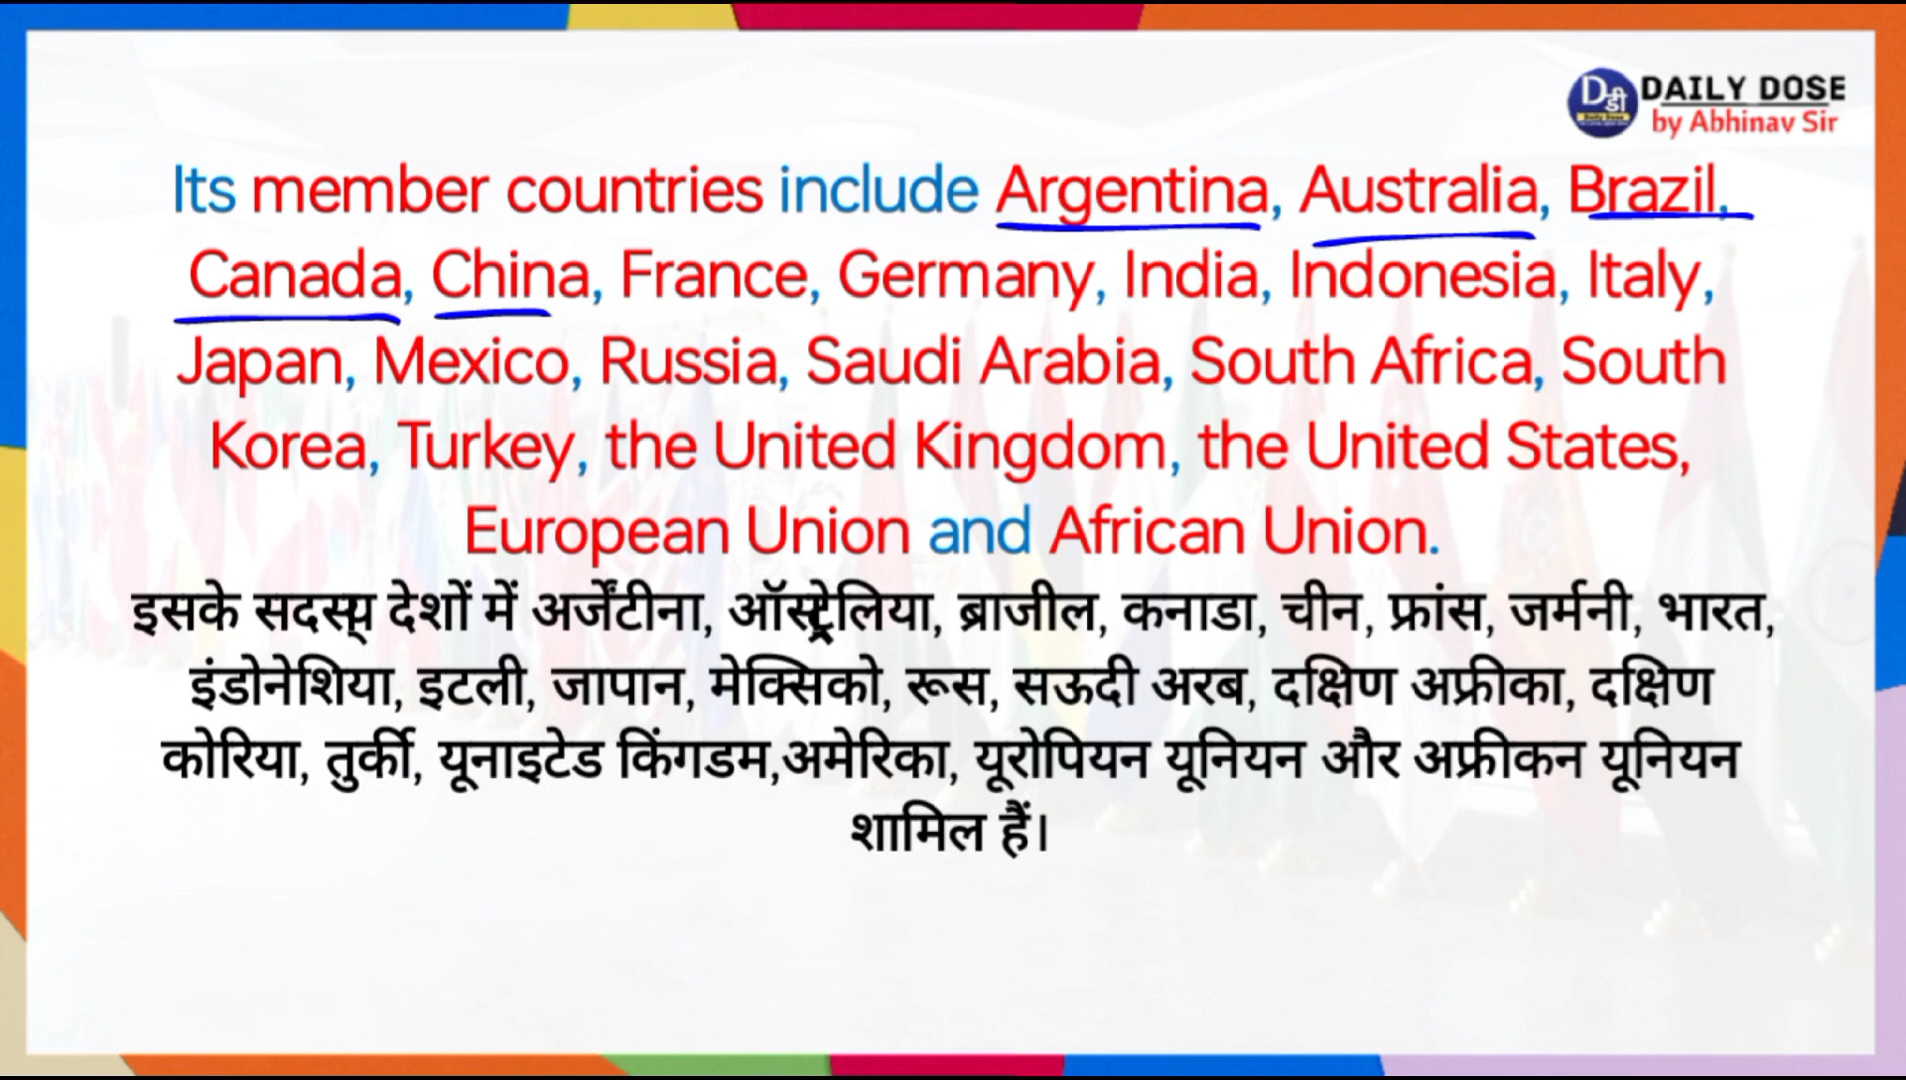 DAILY DOSE
by Abhinav Sir
Its member countries include Argentina, Australia, Brazil,
Canada, China, France, Germany, India, Indonesia, Italy,
Japan, Mexico, Russia, Saudi Arabia, South Africa, South
Korea, Turkey, the United Kingdom, the United States,
European Union and African Union.
इसके सदस्य देशों में अर्जेंटीना, ऑस्ट्रेलिया, ब्राजील, कनाडा, चीन, फ्रांस, जर्मनी, भारत,
इंडोनेशिया, इटली, जापान, मेक्सिको, रूस, सऊदी अरब, दक्षिण अफ्रीका, दक्षिण
कोरिया, तुर्की, यूनाइटेड किंगडम,अमेरिका, यूरोपियन यूनियन और अफ्रीकन यूनियन
शामिल हैं।